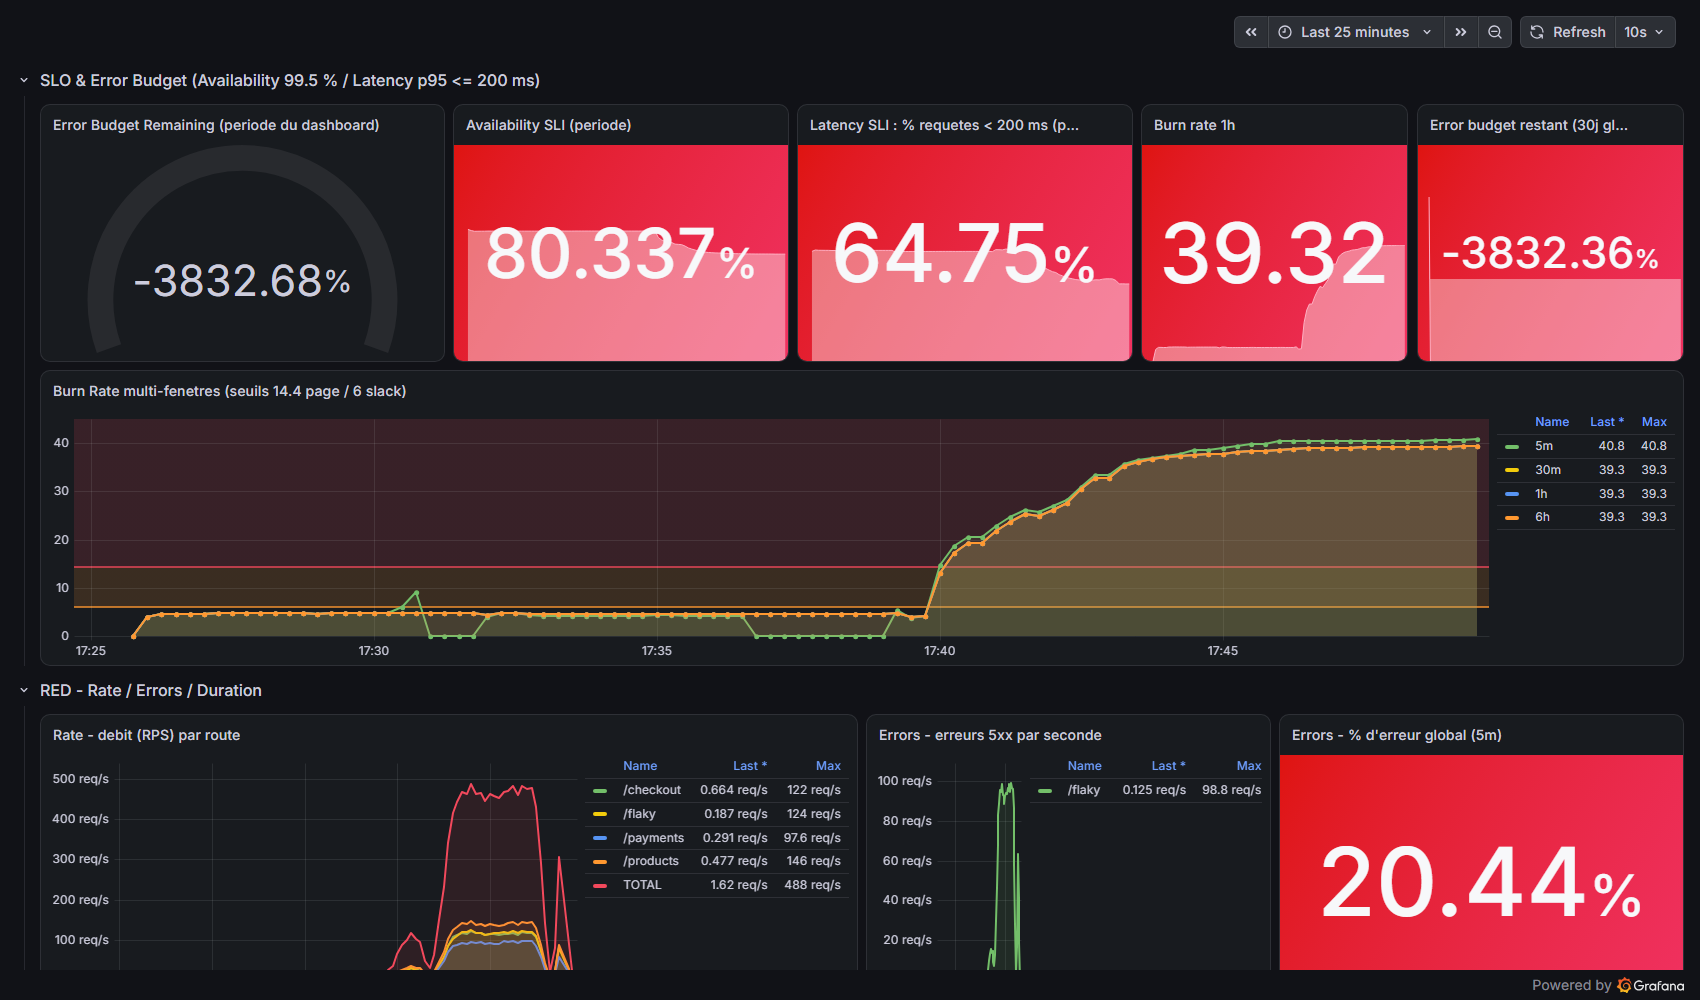 Last 25 minutes
Refresh
10s
SLO & Error Budget (Availability 99.5 % / Latency p95 <= 200 ms)
Error Budget Remaining (periode du dashboard)
-3832.68%
Availability SLI (periode)
80.337%
Latency SLI : % requetes < 200 ms (p...
64.75%
Burn rate 1h
39.32
Error budget restant (30j gl...
-3832.36%
Burn Rate multi-fenetres (seuils 14.4 page / 6 slack)
40
30
20
10
0
17:25 17:30 17:35 17:40 17:45
Name Last * Max
5m 40.8 40.8
30m 39.3 39.3
1h 39.3 39.3
6h 39.3 39.3
RED - Rate / Errors / Duration
Rate - debit (RPS) par route
500 req/s
400 req/s
300 req/s
200 req/s
100 req/s
Name Last * Max
/checkout 0.664 req/s 122 req/s
/flaky 0.187 req/s 124 req/s
/payments 0.291 req/s 97.6 req/s
/products 0.477 req/s 146 req/s
TOTAL 1.62 req/s 488 req/s
Errors - erreurs 5xx par seconde
100 req/s
80 req/s
60 req/s
40 req/s
20 req/s
Name Last * Max
/flaky 0.125 req/s 98.8 req/s
Errors - % d'erreur global (5m)
20.44%
Powered by Grafana